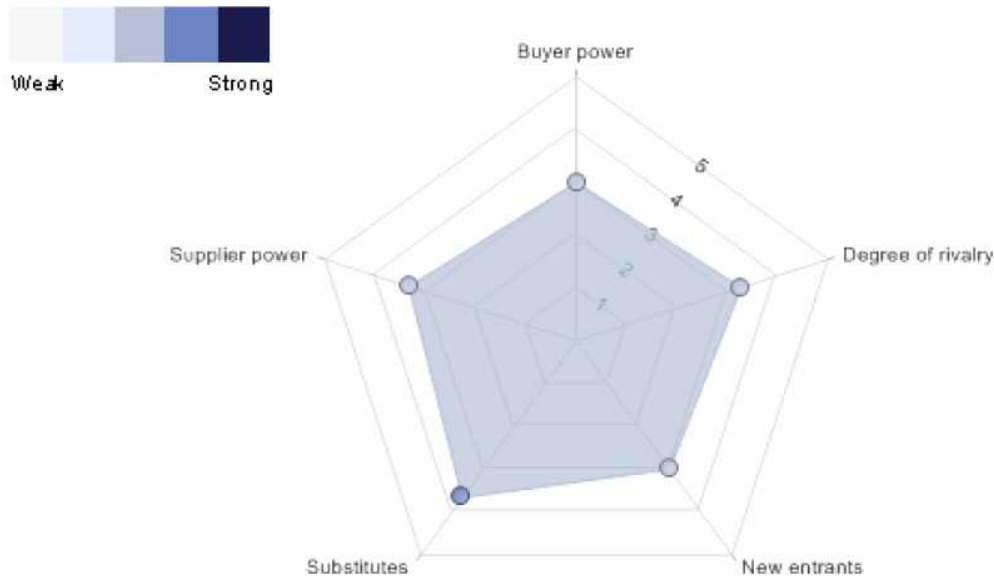 Weak Strong
Buyer power
5
4
3
2
1
Supplier power
Degree of rivalry
Substitutes
New entrants